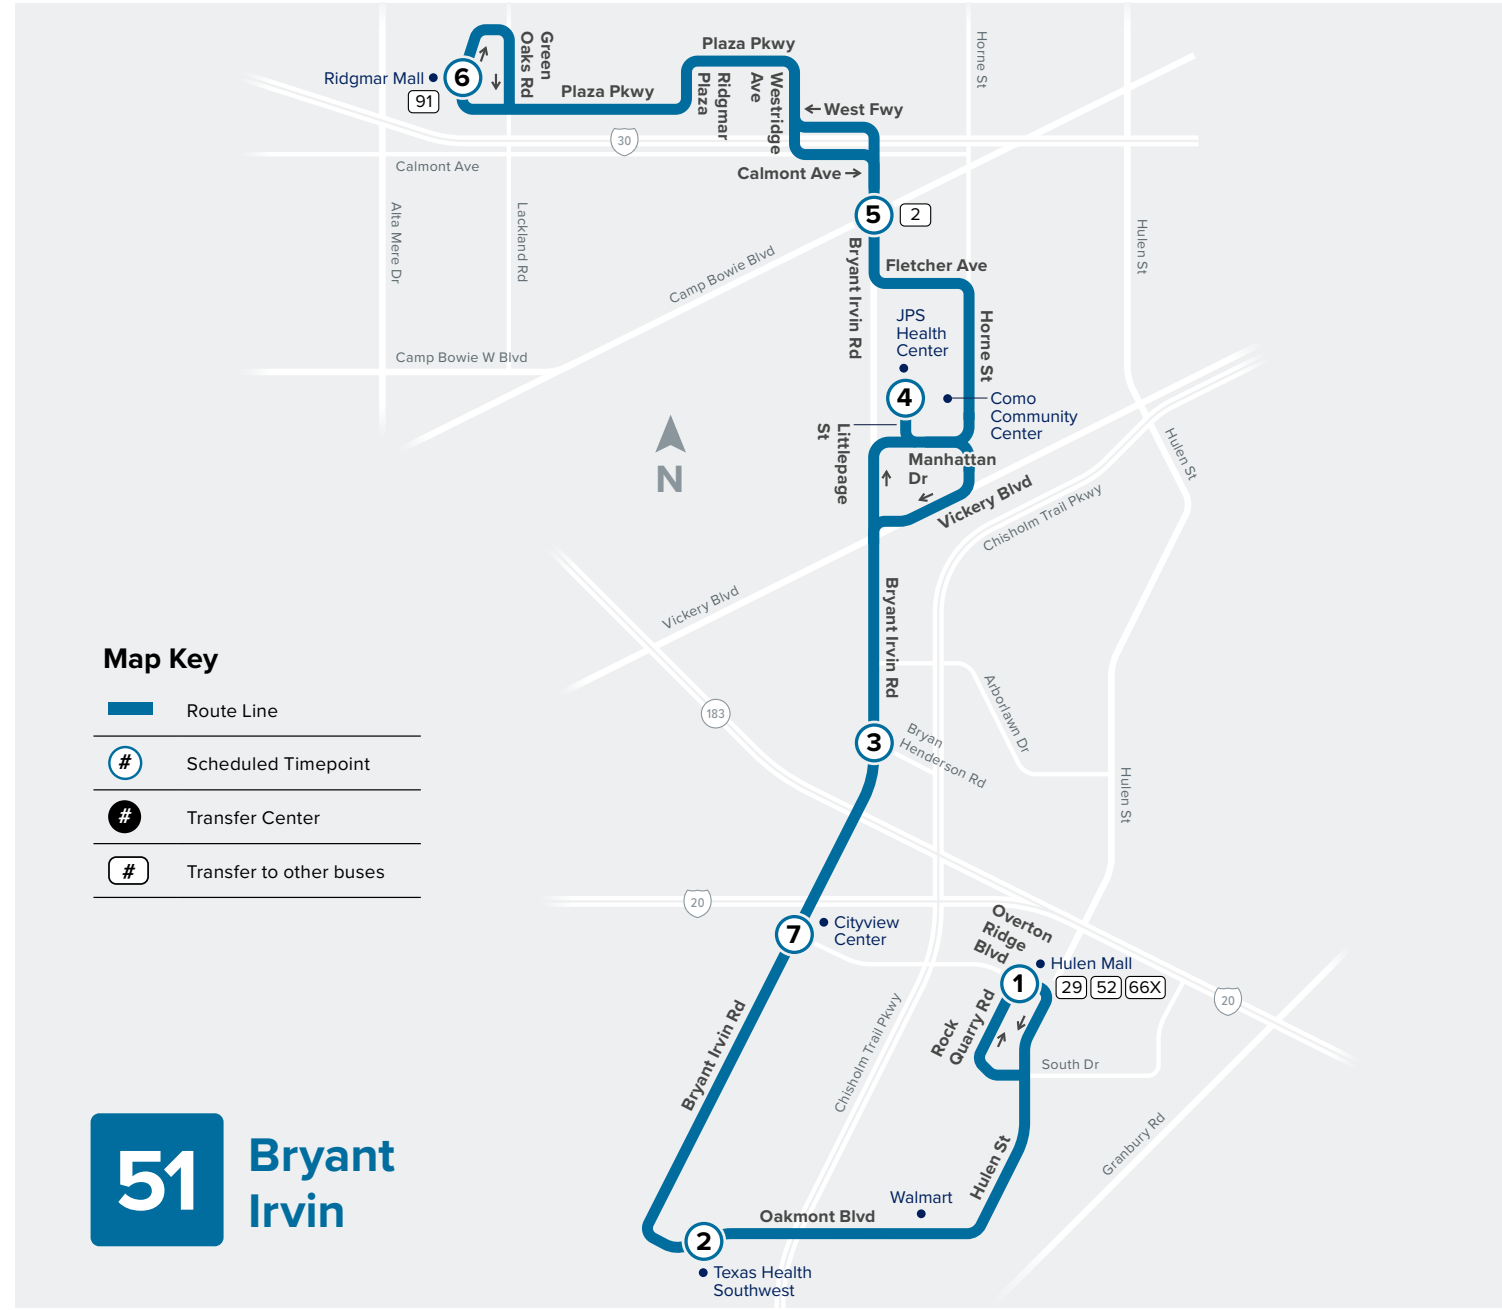 Green
Oaks Rd
Ridgmar Mall
6
91
Plaza Pkwy
Plaza Pkwy
Ridgmar
Plaza
Westridge
Ave
West Fwy
Horne St
30
Calmont Ave
Calmont Ave
Alta Mere Dr
Lackland Rd
5
2
Hulen St
Camp Bowie Blvd
Bryant Irvin Rd
Fletcher Ave
JPS
Health
Center
Horne St
Camp Bowie W Blvd
4
Como
Community
Center
Littlepage
St
N
Manhattan
Dr
Vickery Blvd
Chisholm Trail Pkwy
Hulen St
Vickery Blvd
Bryant Irvin Rd
Map Key
Route Line
#
Scheduled Timepoint
#
Transfer Center
#
Transfer to other buses
183
3
Bryan
Henderson Rd
Arborlawn Dr
Hulen St
20
7
Cityview
Center
Overton
Ridge
Blvd
Hulen Mall
1
29
52
66X
20
Rock
Quarry Rd
South Dr
Bryant Irvin Rd
Chisholm Trail Pkwy
Granbury Rd
Hulen St
51
Bryant
Irvin
Walmart
Oakmont Blvd
2
Texas Health
Southwest